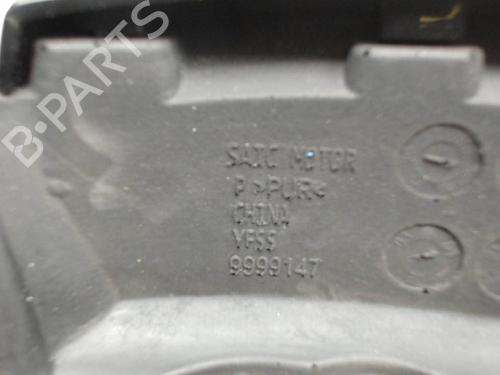 B-PARTS
SAIC MOTOR
P >PUR<
CHINA
YFSS
9999147